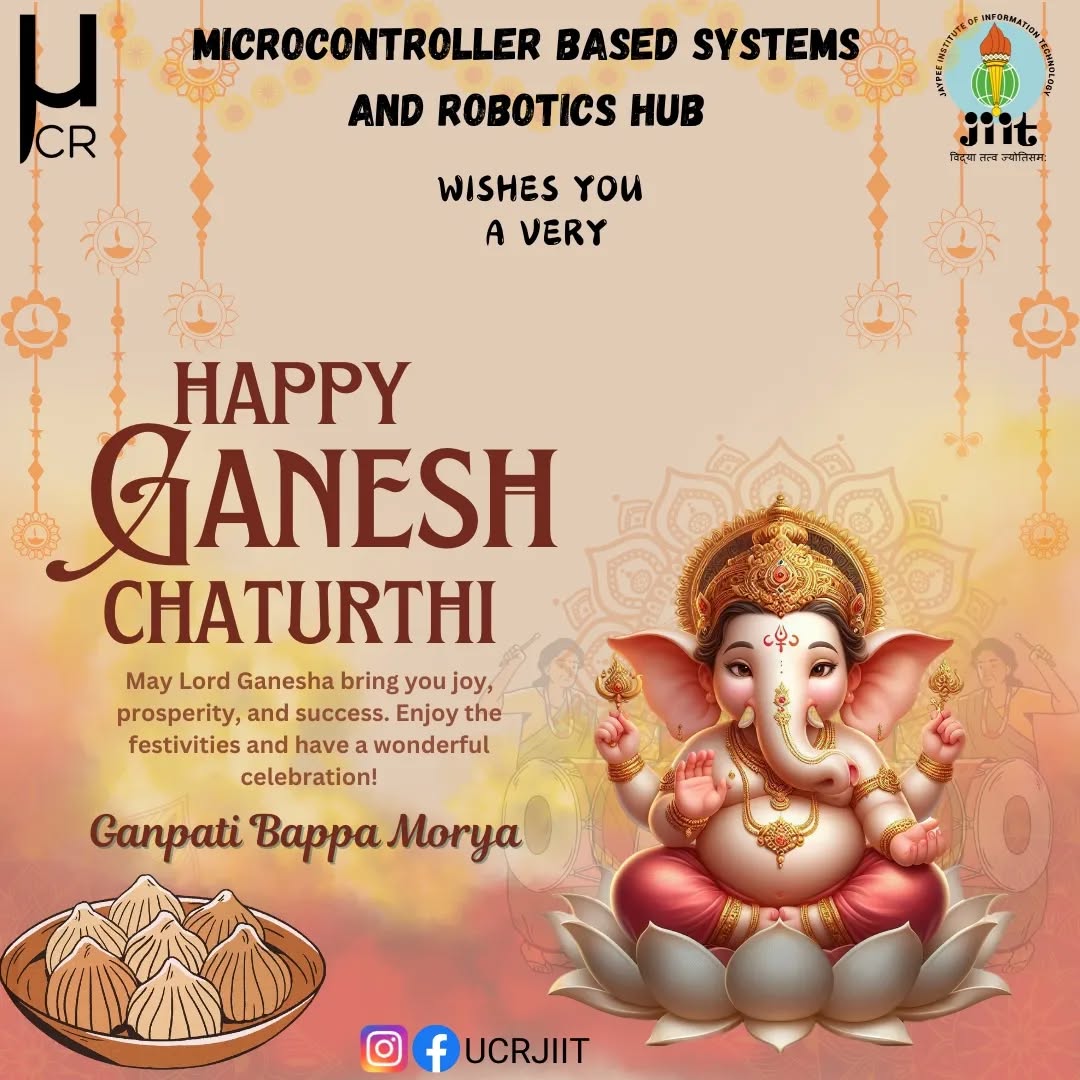 µ
CR
MICROCONTROLLER BASED SYSTEMS
AND ROBOTICS HUB
JAYPEE INSTITUTE OF INFORMATION TECHNOLOGY
jiit
विद्या तत्व ज्योतिसम:
WISHES YOU
A VERY
HAPPY
GANESH
CHATURTHI
May Lord Ganesha bring you joy,
prosperity, and success. Enjoy the
festivities and have a wonderful
celebration!
Ganpati Bappa Morya
UCRJIIT